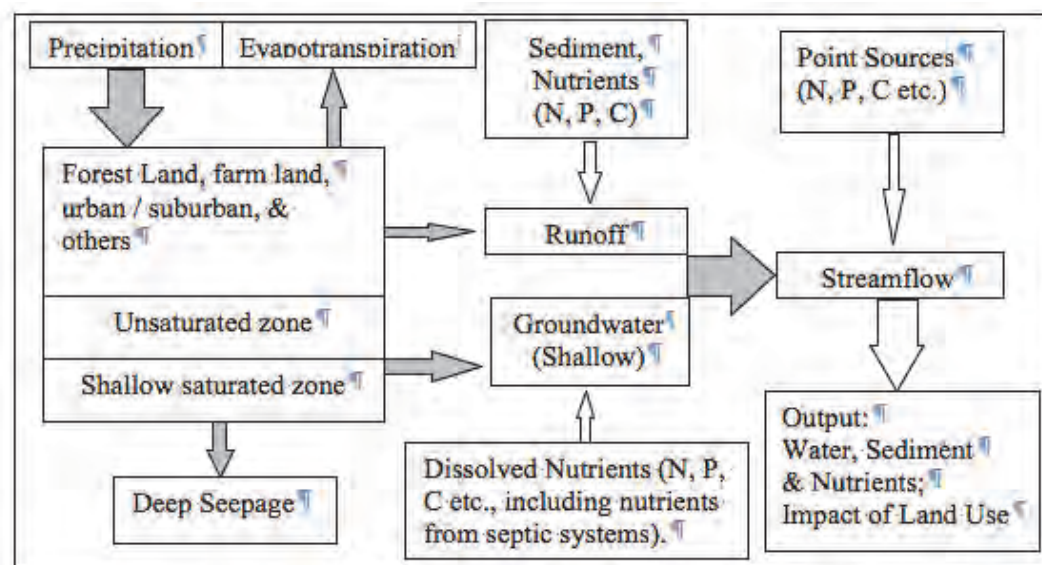 Precipitation¶
Evapotranspiration
Sediment,¶
Nutrients¶
(N, P, C)¶
Point Sources¶
(N, P, C etc.)¶
Forest Land, farm land,¶
urban / suburban, &
others¶
Runoff¶
Streamflow¶
Unsaturated zone¶
Groundwater¶
(Shallow)¶
Shallow saturated zone¶
Deep Seepage¶
Dissolved Nutrients (N, P,
C etc., including nutrients
from septic systems).¶
Output:¶
Water, Sediment¶
& Nutrients;¶
Impact of Land Use¶